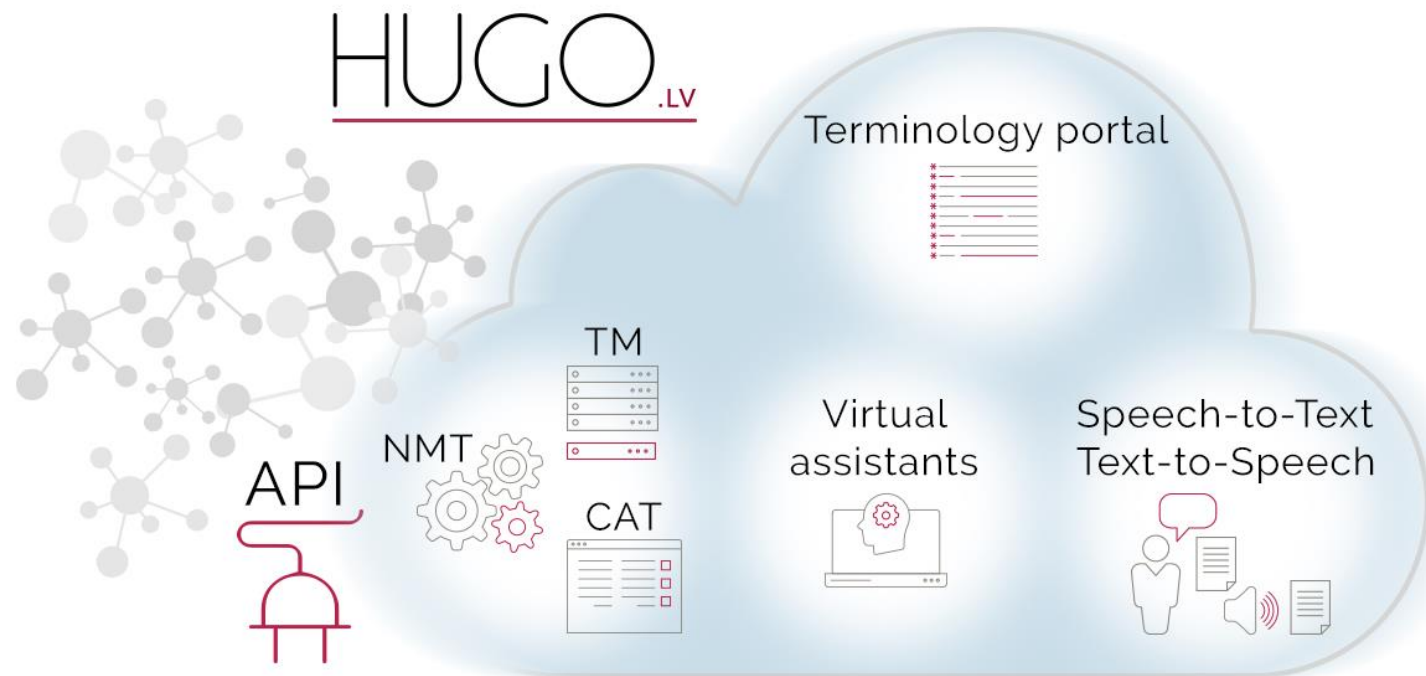 HUGO.LV
Terminology portal
TM
NMT
CAT
API
Virtual
assistants
Speech-to-Text
Text-to-Speech